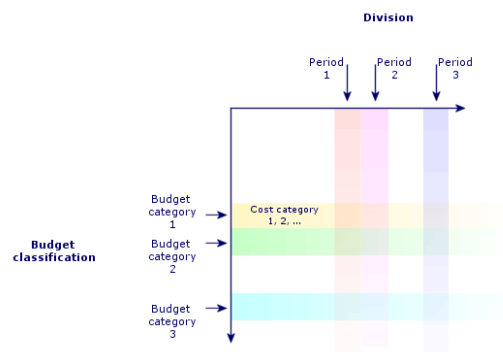 Division
Period
1
Period
2
Period
3
Budget
category
1
Cost category
1, 2, ...
Budget
classification
Budget
category
2
Budget
category
3